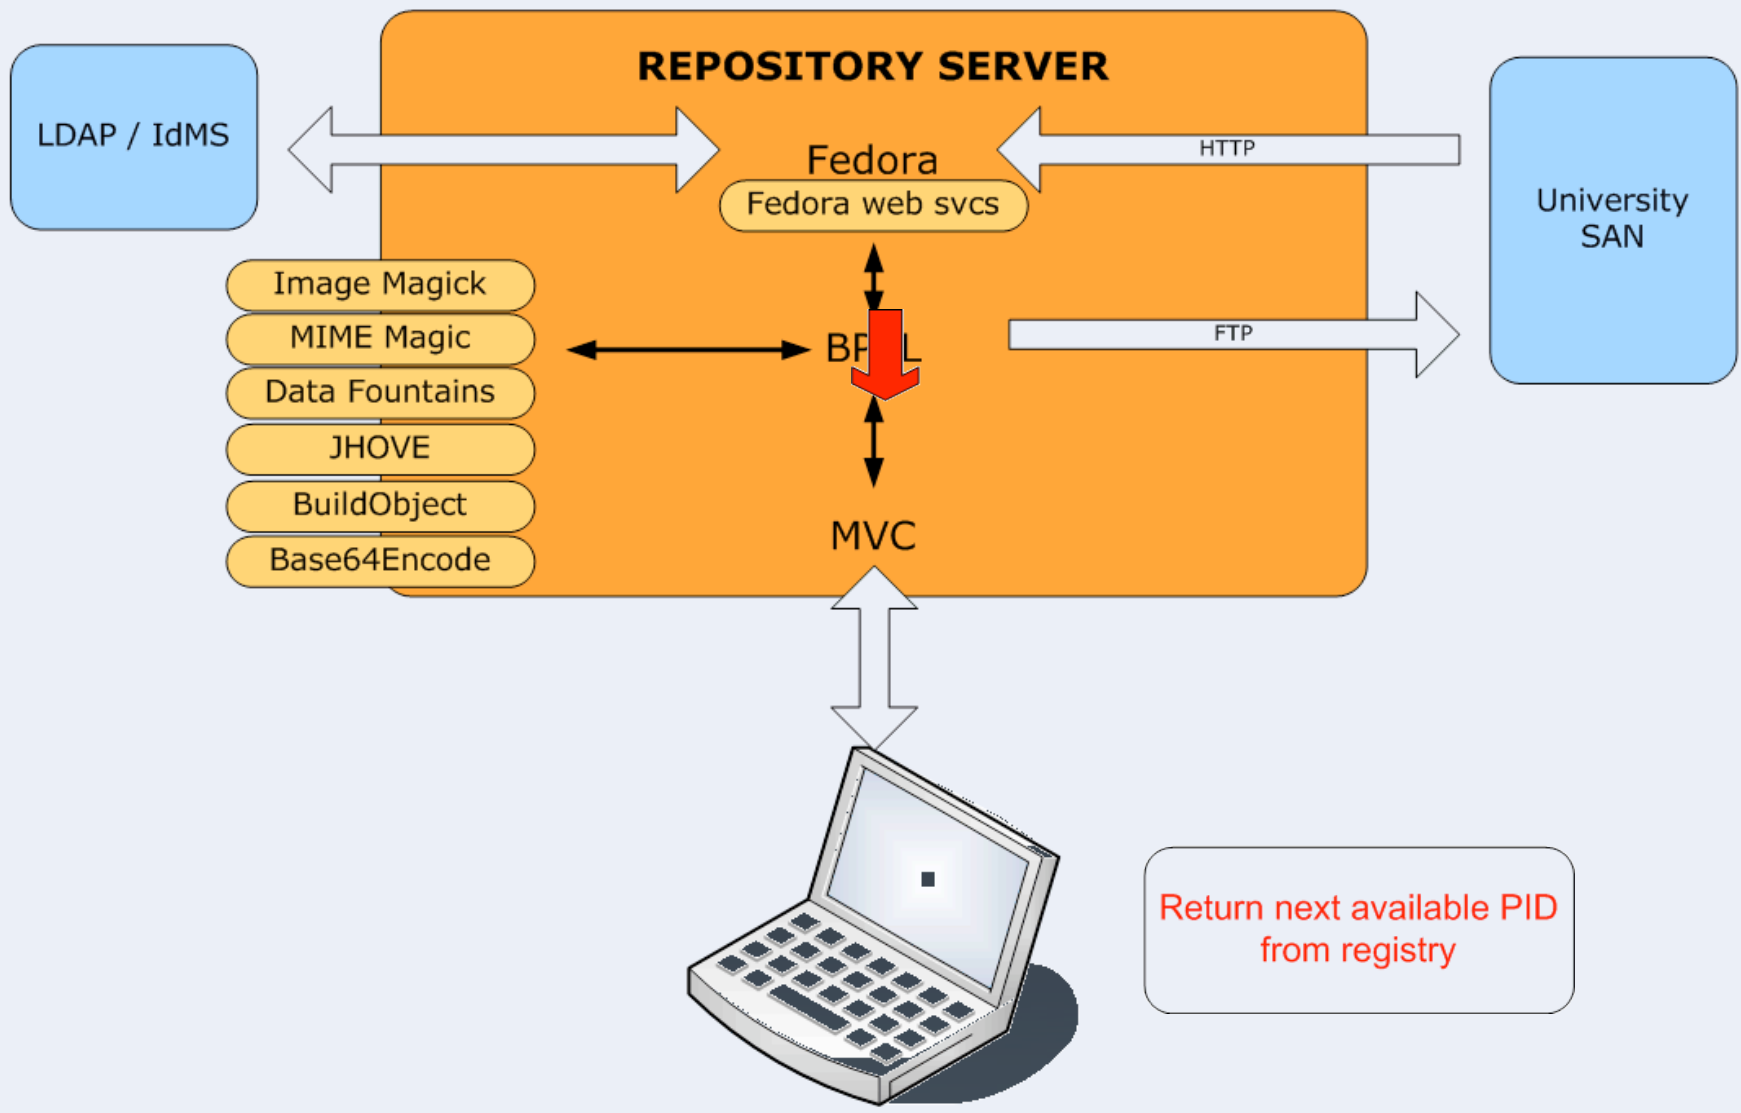 REPOSITORY SERVER
LDAP / IdMS
HTTP
Fedora
Fedora web svcs
University
SAN
Image Magick
MIME Magic
Data Fountains
JHOVE
BuildObject
Base64Encode
FTP
MVC
Return next available PID
from registry